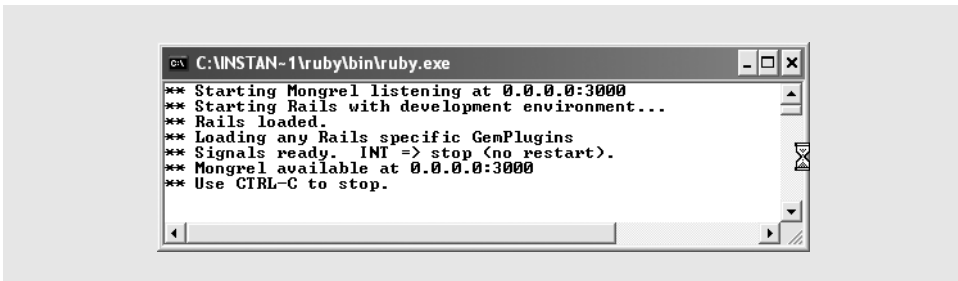 C:\INSTAN~1\ruby\bin\ruby.exe
** Starting Mongrel listening at 0.0.0.0:3000
** Starting Rails with development environment...
** Rails loaded.
** Loading any Rails specific GemPlugins
** Signals ready.  INT => stop (no restart).
** Mongrel available at 0.0.0.0:3000
** Use CTRL-C to stop.